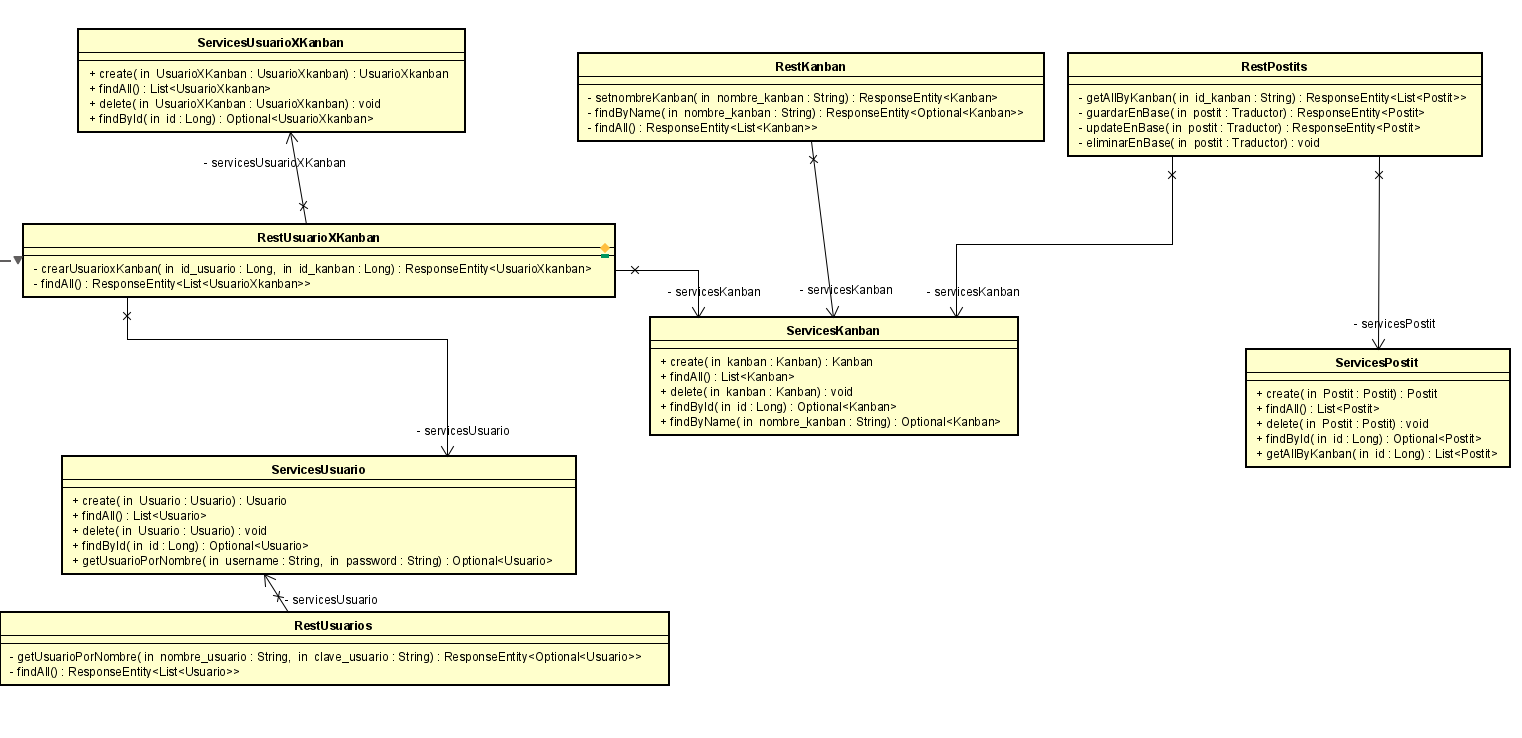 ServicesUsuarioXKanban
+ create( in UsuarioXKanban : UsuarioXkanban) : UsuarioXkanban
+ findAll() : List<UsuarioXkanban>
+ delete( in UsuarioXKanban : UsuarioXkanban) : void
+ findById( in id : Long) : Optional<UsuarioXkanban>
RestKanban
- setnombreKanban( in nombre_kanban : String) : ResponseEntity<Kanban>
- findByName( in nombre_kanban : String) : ResponseEntity<Optional<Kanban>>
- findAll() : ResponseEntity<List<Kanban>>
RestPostits
- getAllByKanban( in id_kanban : String) : ResponseEntity<List<Postit>>
- guardarEnBase( in postit : Traductor) : ResponseEntity<Postit>
- updateEnBase( in postit : Traductor) : ResponseEntity<Postit>
- eliminarEnBase( in postit : Traductor) : void
- servicesUsuarioXKanban
RestUsuarioXKanban
- crearUsuarioxKanban( in id_usuario : Long, in id_kanban : Long) : ResponseEntity<UsuarioXkanban>
- findAll() : ResponseEntity<List<UsuarioXkanban>>
- servicesKanban
- servicesKanban
- servicesKanban
- servicesPostit
ServicesKanban
+ create( in kanban : Kanban) : Kanban
+ findAll() : List<Kanban>
+ delete( in kanban : Kanban) : void
+ findById( in id : Long) : Optional<Kanban>
+ findByName( in nombre_kanban : String) : Optional<Kanban>
ServicesPostit
+ create( in Postit : Postit) : Postit
+ findAll() : List<Postit>
+ delete( in Postit : Postit) : void
+ findById( in id : Long) : Optional<Postit>
+ getAllByKanban( in id : Long) : List<Postit>
- servicesUsuario
ServicesUsuario
+ create( in Usuario : Usuario) : Usuario
+ findAll() : List<Usuario>
+ delete( in Usuario : Usuario) : void
+ findById( in id : Long) : Optional<Usuario>
+ getUsuarioPorNombre( in username : String, in password : String) : Optional<Usuario>
- servicesUsuario
RestUsuarios
- getUsuarioPorNombre( in nombre_usuario : String, in clave_usuario : String) : ResponseEntity<Optional<Usuario>>
- findAll() : ResponseEntity<List<Usuario>>